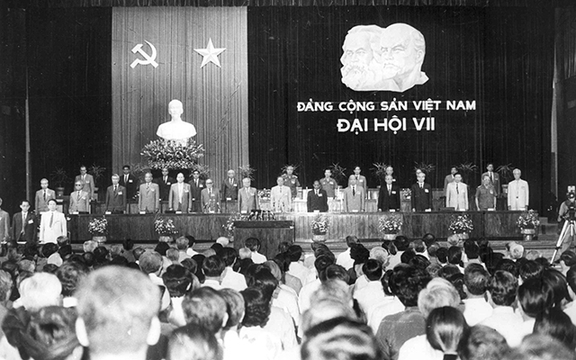 ĐẢNG CỘNG SẢN VIỆT NAM
ĐẠI HỘI VII